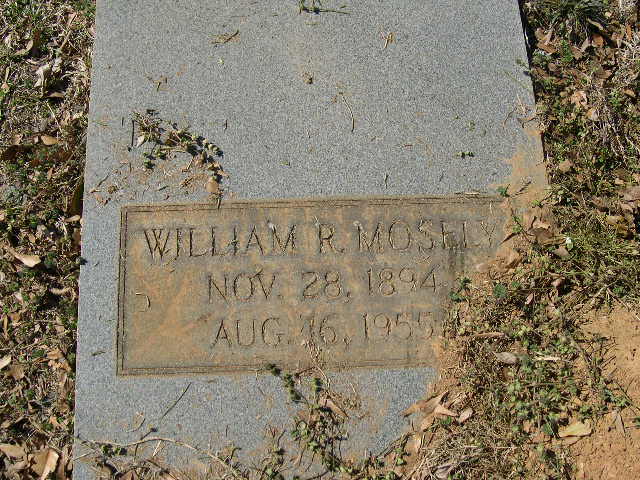 WILLIAM R. MOSELY
NOV. 28, 1894
AUG. 16, 1955